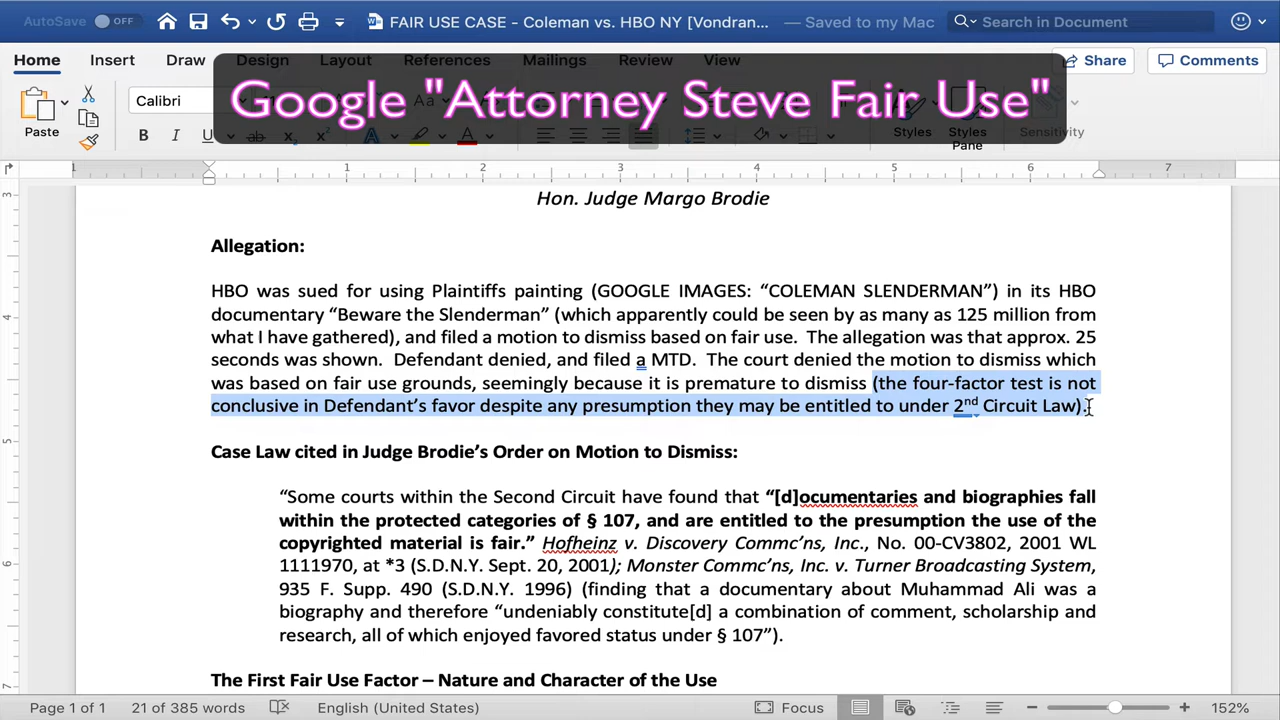 AutoSave OFF
FAIR USE CASE - Coleman vs. HBO NY [Vondran... — Saved to my Mac
Search in Document
Home Insert Draw Design Layout References Mailings Review View
Share Comments
Google "Attorney Steve Fair Use"
Paste
Calibri
B I U
Styles Styles Pane Sensitivity
1 1 2 3 4 5 6 7
Hon. Judge Margo Brodie
Allegation:
HBO was sued for using Plaintiffs painting (GOOGLE IMAGES: “COLEMAN SLENDERMAN”) in its HBO
documentary “Beware the Slenderman” (which apparently could be seen by as many as 125 million from
what I have gathered), and filed a motion to dismiss based on fair use. The allegation was that approx. 25
seconds was shown. Defendant denied, and filed a MTD. The court denied the motion to dismiss which
was based on fair use grounds, seemingly because it is premature to dismiss (the four-factor test is not
conclusive in Defendant’s favor despite any presumption they may be entitled to under 2nd Circuit Law).
Case Law cited in Judge Brodie’s Order on Motion to Dismiss:
“Some courts within the Second Circuit have found that “[d]ocumentaries and biographies fall
within the protected categories of § 107, and are entitled to the presumption the use of the
copyrighted material is fair.” Hofheinz v. Discovery Commc’ns, Inc., No. 00-CV3802, 2001 WL
1111970, at *3 (S.D.N.Y. Sept. 20, 2001); Monster Commc’ns, Inc. v. Turner Broadcasting System,
935 F. Supp. 490 (S.D.N.Y. 1996) (finding that a documentary about Muhammad Ali was a
biography and therefore “undeniably constitute[d] a combination of comment, scholarship and
research, all of which enjoyed favored status under § 107”).
The First Fair Use Factor – Nature and Character of the Use
Page 1 of 1 21 of 385 words English (United States) Focus 152%